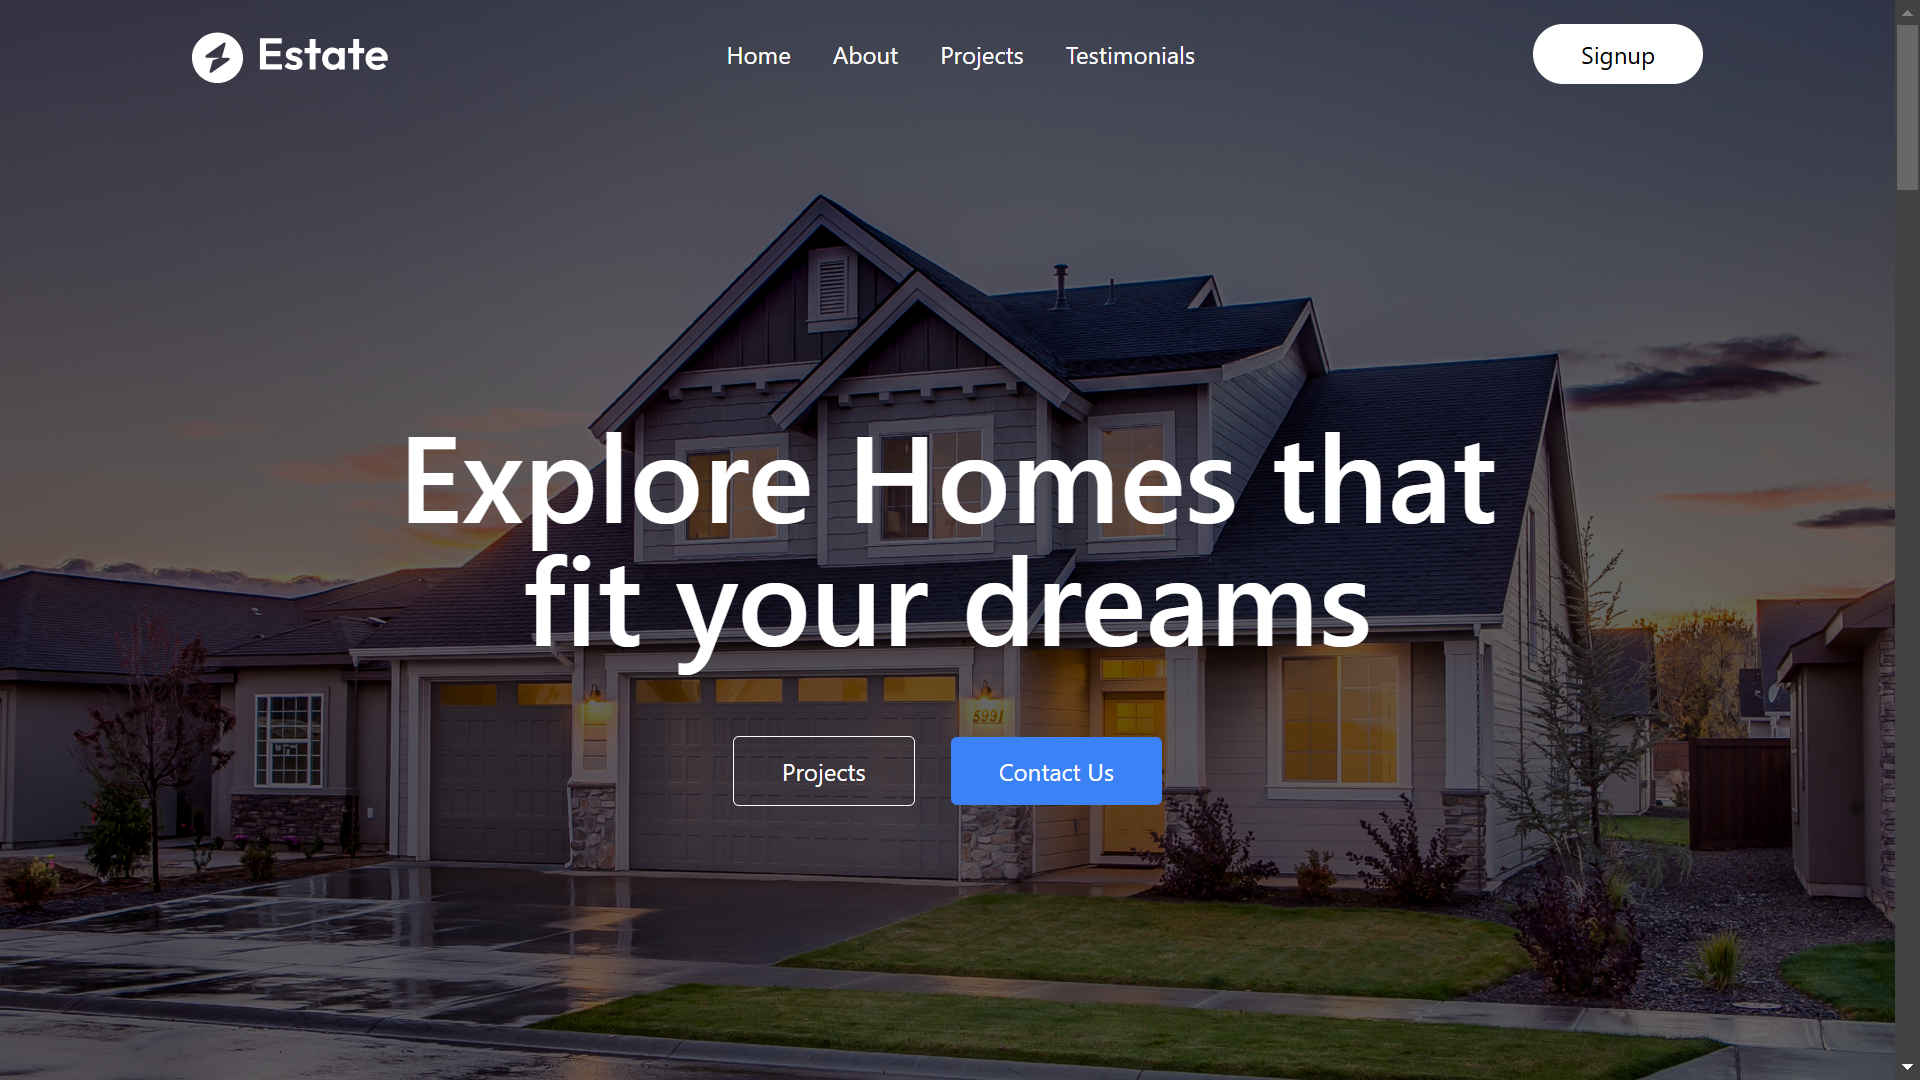 Estate
Home About Projects Testimonials
Signup
Explore Homes that
fit your dreams
5991
Projects
Contact Us